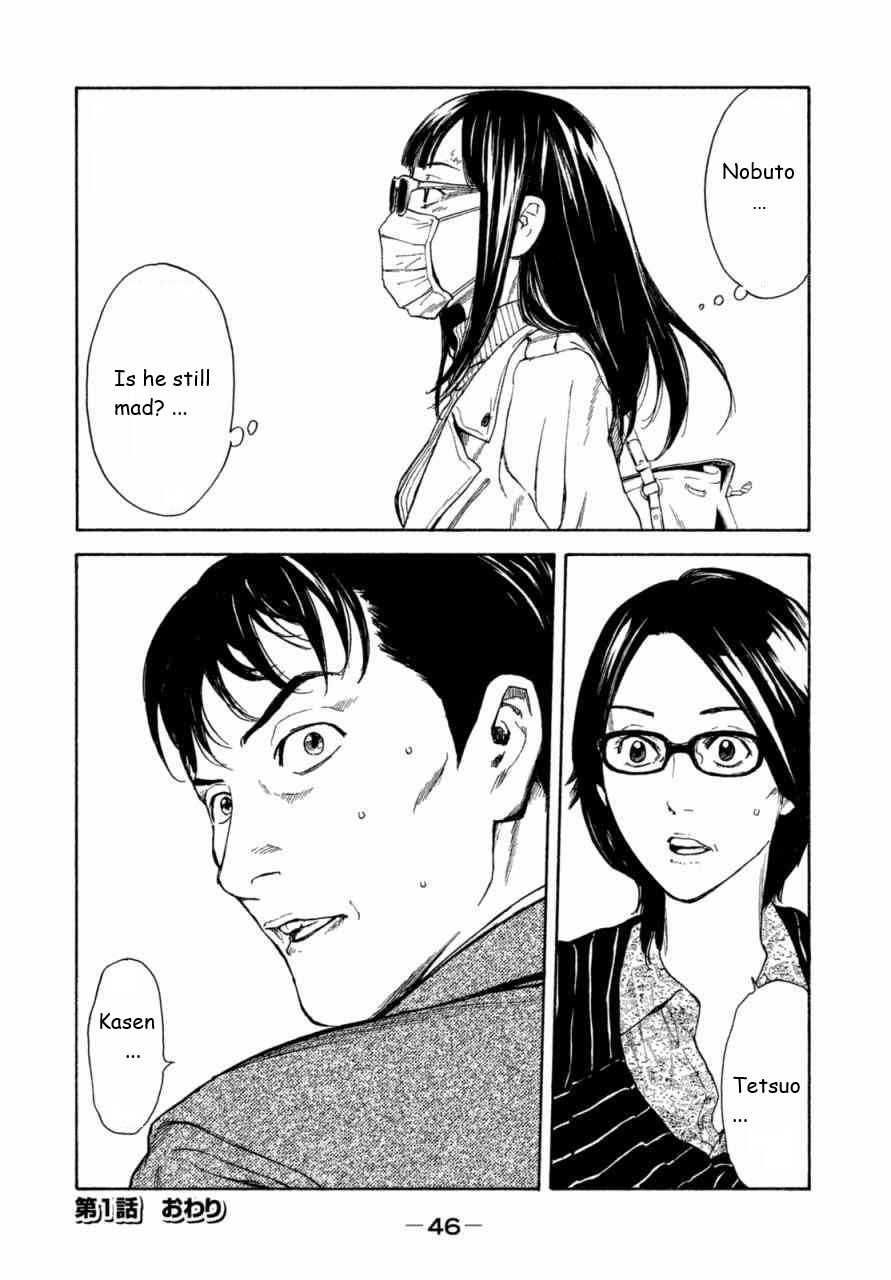 Nobuto
...
Is he still
mad? ...
Tetsuo
...
Kasen
...
第1話 おわり
—46—